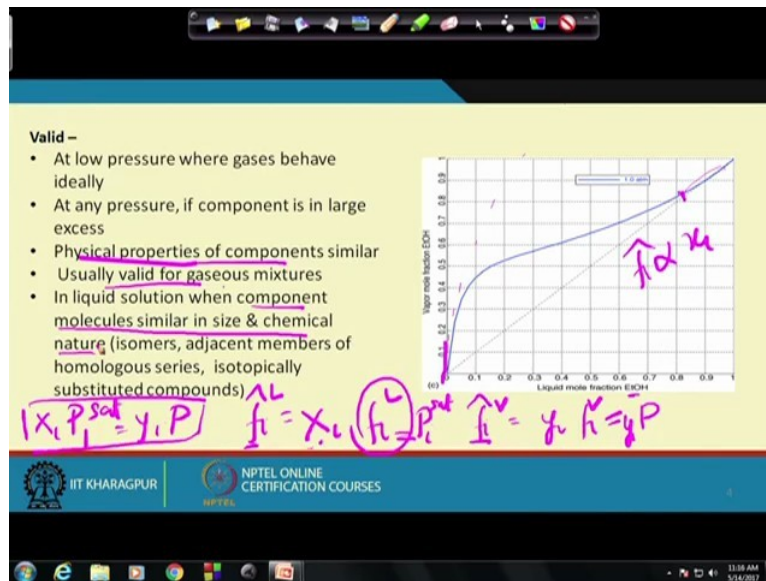 Valid –
• At low pressure where gases behave
ideally
• At any pressure, if component is in large
excess
• Physical properties of components similar
• Usually valid for gaseous mixtures
• In liquid solution when component
molecules similar in size & chemical
nature (isomers, adjacent members of
homologous series, isotopically
substituted compounds)
Vapor mole fraction EtOH
0.1 0.2 0.3 0.4 0.5 0.6 0.7 0.8 0.9 1
0 0.1 0.2 0.3 0.4 0.5 0.6 0.7 0.8 0.9 1
(c)
Liquid mole fraction EtOH
x₁ P₁^sat = y₁ P
IIT KHARAGPUR
NPTEL
NPTEL ONLINE
CERTIFICATION COURSES
4
11:16 AM
5/14/2017